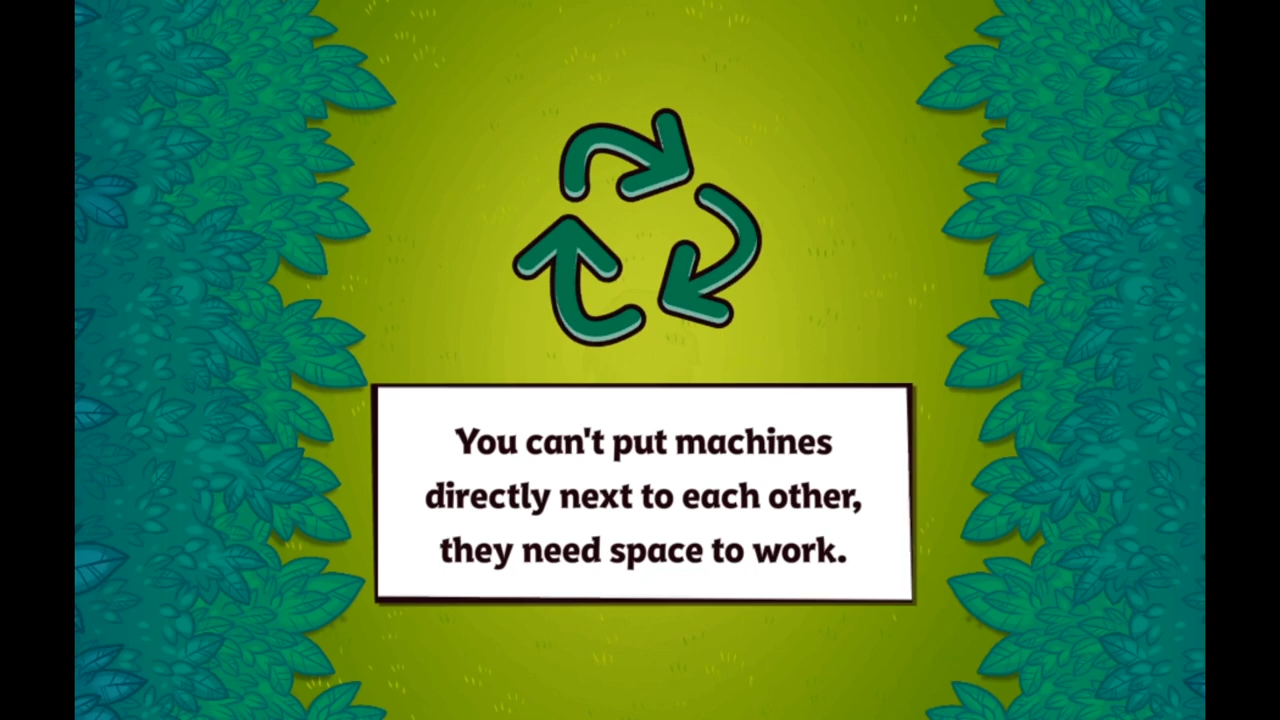 You can't put machines
directly next to each other,
they need space to work.